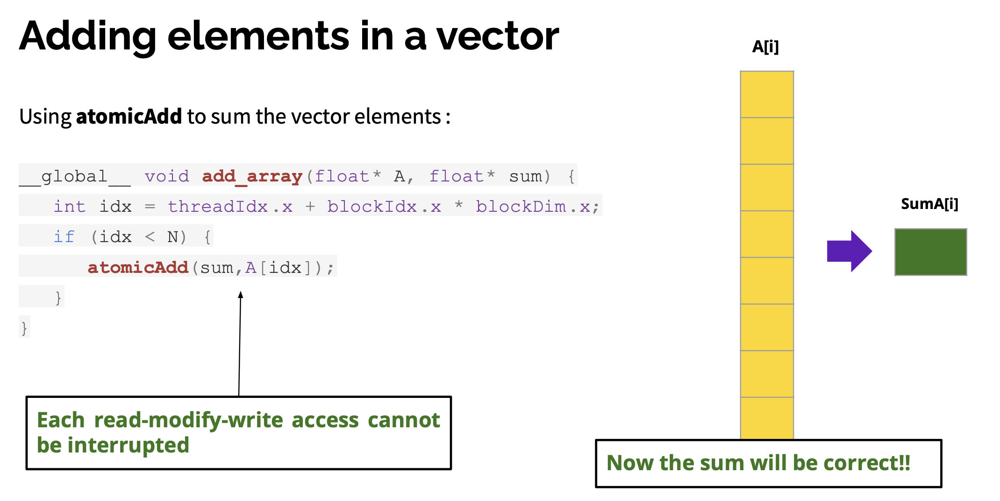 Adding elements in a vector
A[i]
Using atomicAdd to sum the vector elements :
__global__ void add_array(float* A, float* sum) {
int idx = threadIdx.x + blockIdx.x * blockDim.x;
if (idx < N) {
atomicAdd(sum,A[idx]);
}
}
SumA[i]
Each read-modify-write access cannot
be interrupted
Now the sum will be correct!!